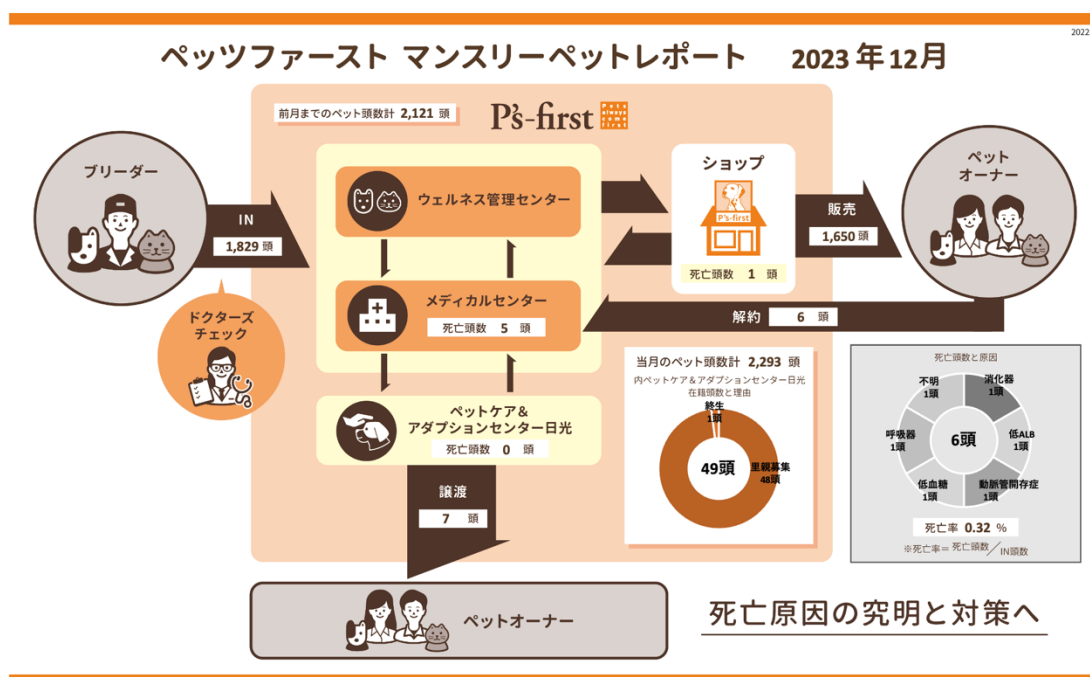 2022
ペッツファースト マンスリーペットレポート 2023年12月
前月までのペット頭数計 2,121 頭
P's-first
Pets
always
come
first
ブリーダー
IN
1,829 頭
ドクターズ
チェック
ウェルネス管理センター
メディカルセンター
死亡頭数 5 頭
ペットケア&
アダプションセンター日光
死亡頭数 0 頭
ショップ
P's-first
死亡頭数 1 頭
販売
1,650 頭
ペット
オーナー
解約 6 頭
当月のペット頭数計 2,293 頭
内ペットケア&アダプションセンター日光
在籍頭数と理由
終生
1頭
49頭
里親募集
48頭
死亡頭数と原因
不明
1頭
消化器
1頭
呼吸器
1頭
6頭
低ALB
1頭
低血糖
1頭
動脈管開存症
1頭
死亡率 0.32 %
※死亡率=死亡頭数/IN頭数
譲渡
7 頭
ペットオーナー
死亡原因の究明と対策へ